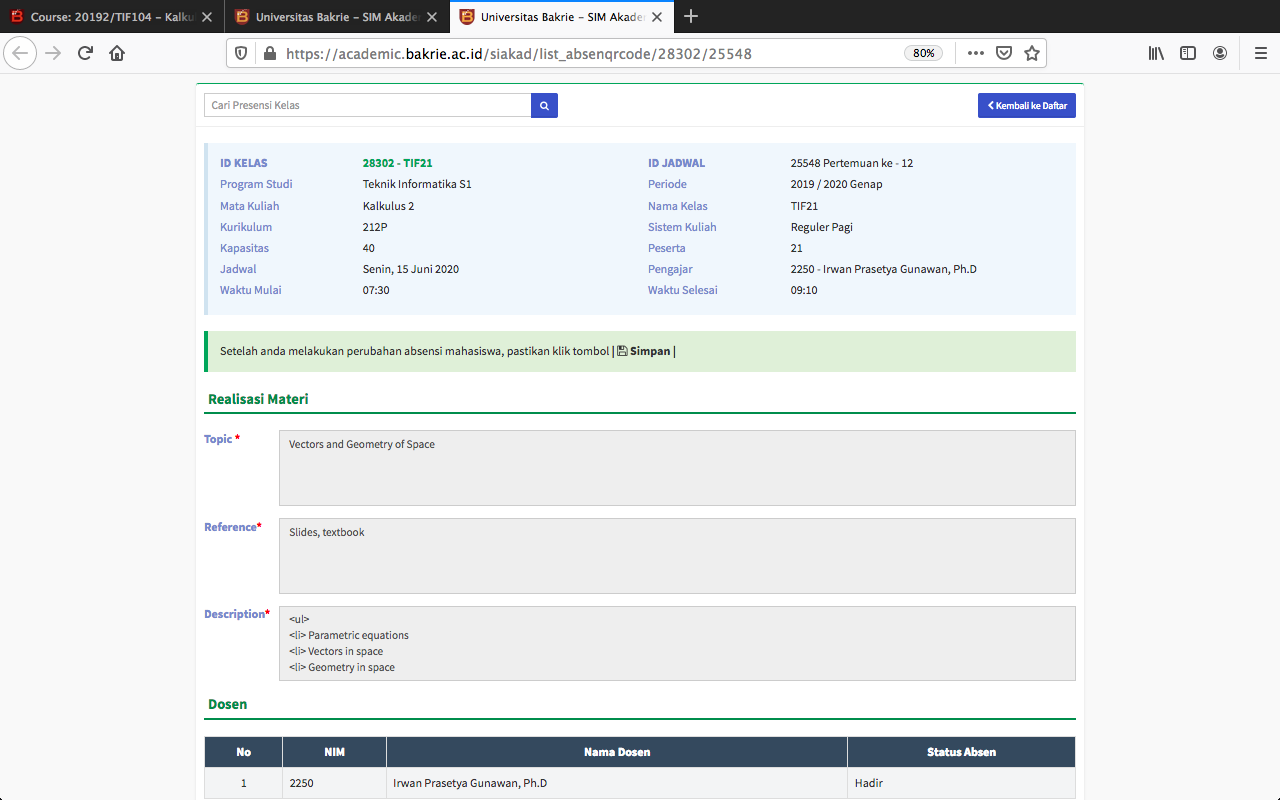 Course: 20192/TIF104 – Kalku
Universitas Bakrie – SIM Akade
Universitas Bakrie – SIM Akade
https://academic.bakrie.ac.id/siakad/list_absenqrcode/28302/25548
80%
Cari Presensi Kelas
Kembali ke Daftar
ID KELAS 28302 - TIF21 ID JADWAL 25548 Pertemuan ke - 12
Program Studi Teknik Informatika S1 Periode 2019 / 2020 Genap
Mata Kuliah Kalkulus 2 Nama Kelas TIF21
Kurikulum 212P Sistem Kuliah Reguler Pagi
Kapasitas 40 Peserta 21
Jadwal Senin, 15 Juni 2020 Pengajar 2250 - Irwan Prasetya Gunawan, Ph.D
Waktu Mulai 07:30 Waktu Selesai 09:10
Setelah anda melakukan perubahan absensi mahasiswa, pastikan klik tombol | Simpan |
Realisasi Materi
Topic * Vectors and Geometry of Space
Reference* Slides, textbook
Description* <ul>
<li> Parametric equations
<li> Vectors in space
<li> Geometry in space
Dosen
No NIM Nama Dosen Status Absen
1 2250 Irwan Prasetya Gunawan, Ph.D Hadir